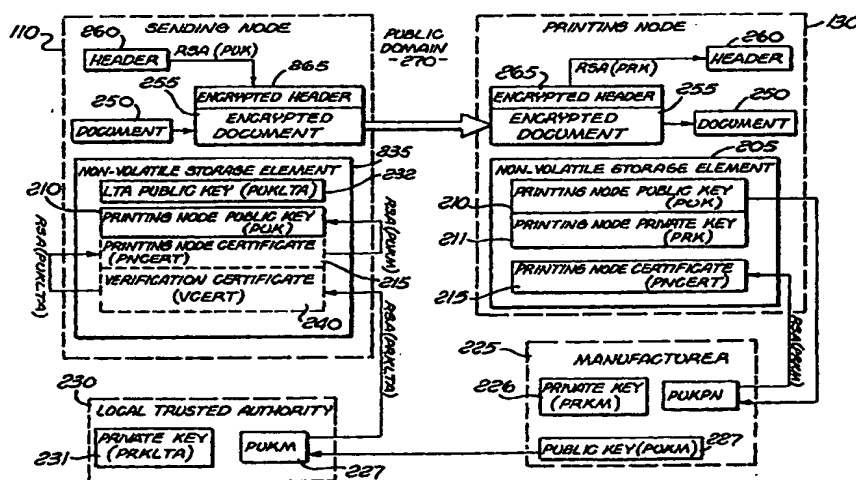 SENDING NODE
110
260
HEADER
RSA (PUK)
865
255
ENCRYPTED HEADER
ENCRYPTED DOCUMENT
250
DOCUMENT
NON-VOLATILE STORAGE ELEMENT
835
LTA PUBLIC KEY (PUKLTA)
232
210
PRINTING NODE PUBLIC KEY (PUK)
PRINTING NODE CERTIFICATE (PNCERT)
215
VERIFICATION CERTIFICATE (VCERT)
240
RSA(PUKLTA)
RSA(PUKM)
RSA(PRKLTA)
PUBLIC DOMAIN
-270-
PRINTING NODE
130
260
HEADER
RSA (PRK)
265
255
ENCRYPTED HEADER
ENCRYPTED DOCUMENT
250
DOCUMENT
205
NON-VOLATILE STORAGE ELEMENT
PRINTING NODE PUBLIC KEY (PUK)
210
PRINTING NODE PRIVATE KEY (PRK)
211
PRINTING NODE CERTIFICATE (PNCERT)
215
RSA(PRKM)
225
MANUFACTURER
226
PRIVATE KEY (PRKM)
PUKPN
PUBLIC KEY (PUKM)
227
230
LOCAL TRUSTED AUTHORITY
231
PRIVATE KEY (PRKLTA)
PUKM
227